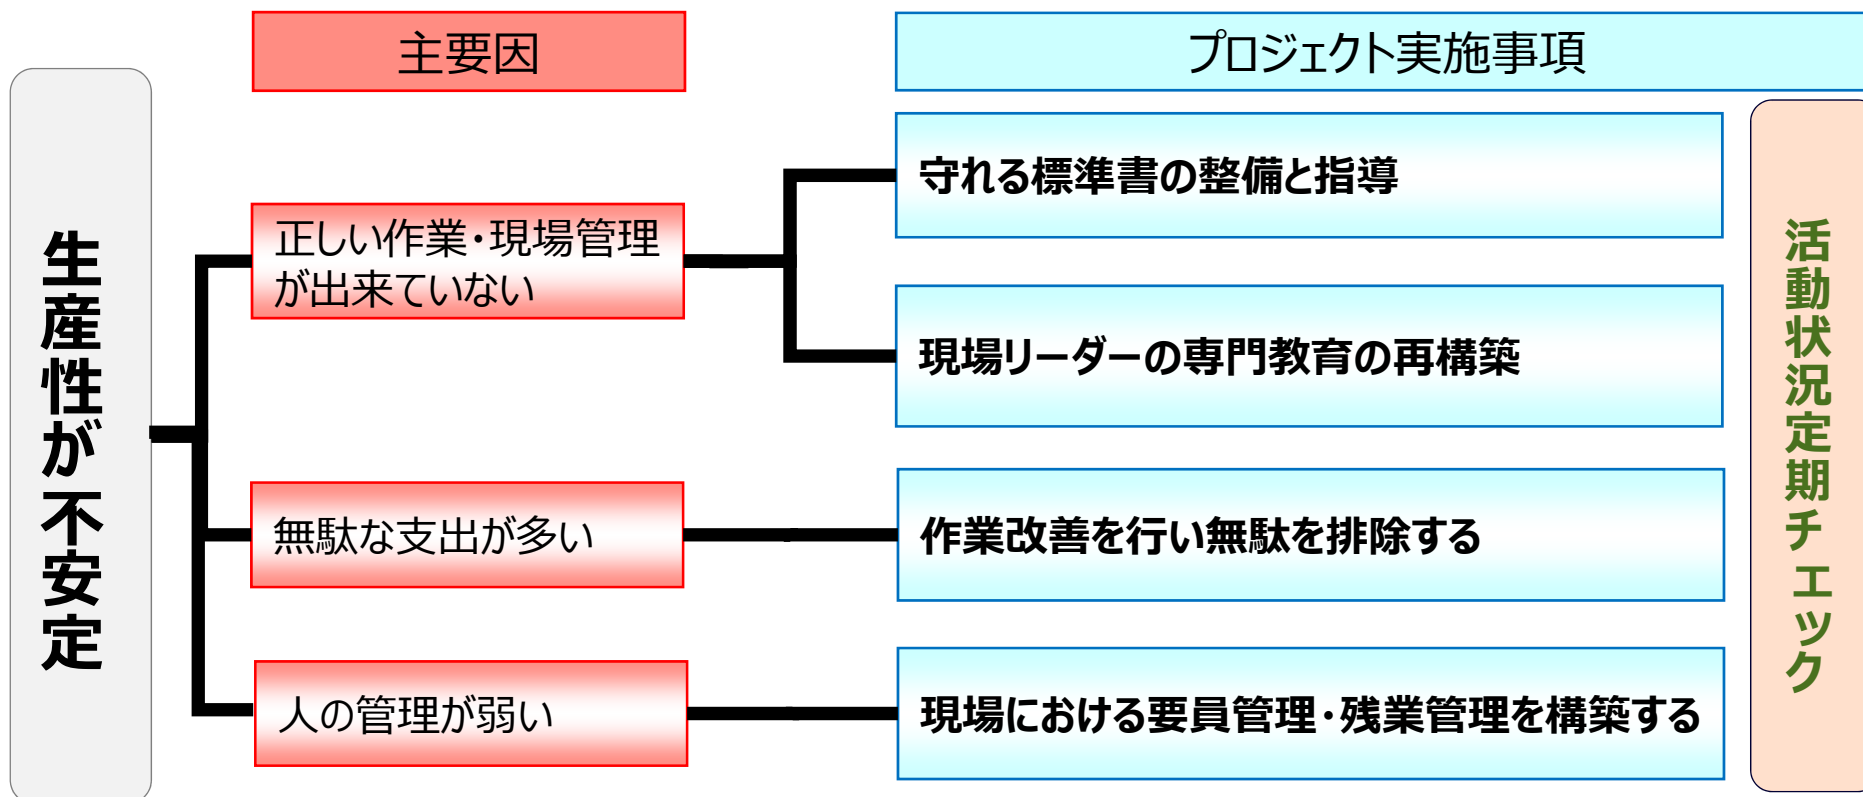 主要因
プロジェクト実施事項
生産性が不安定
正しい作業・現場管理
が出来ていない
守れる標準書の整備と指導
現場リーダーの専門教育の再構築
無駄な支出が多い
作業改善を行い無駄を排除する
人の管理が弱い
現場における要員管理・残業管理を構築する
活動状況定期チェック